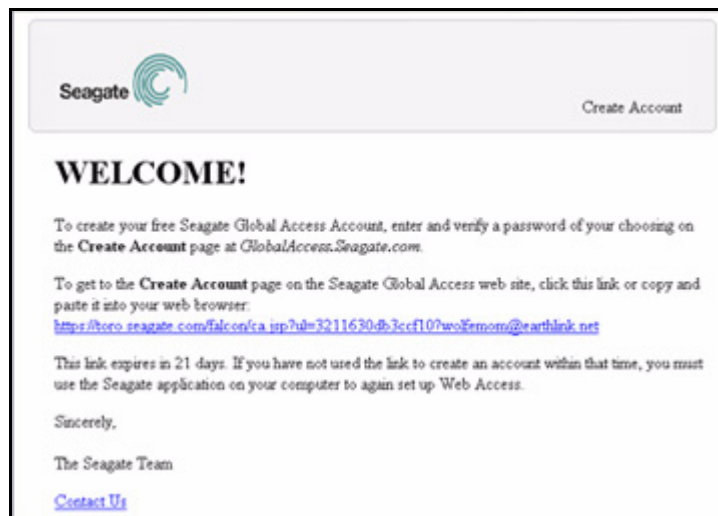 Seagate
Create Account
WELCOME!
To create your free Seagate Global Access Account, enter and verify a password of your choosing on
the Create Account page at GlobalAccess.Seagate.com.
To get to the Create Account page on the Seagate Global Access web site, click this link or copy and
paste it into your web browser:
https://toro.seagate.com/falcon/ca.jsp?ul=3211630db3ccf10?wolfemom@earthlink.net
This link expires in 21 days. If you have not used the link to create an account within that time, you must
use the Seagate application on your computer to again set up Web Access.
Sincerely,
The Seagate Team
Contact Us